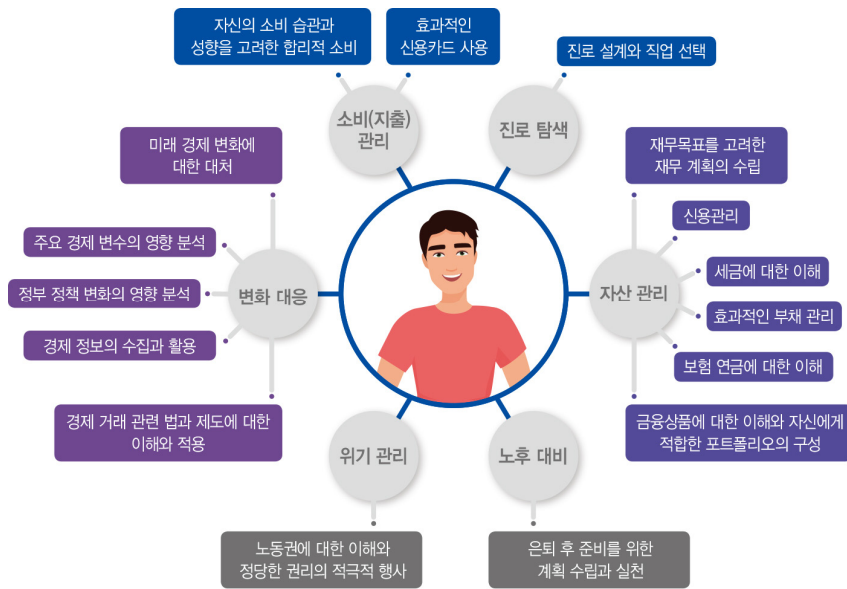 자신의 소비 습관과
성향을 고려한 합리적 소비
효과적인
신용카드 사용
진로 설계와 직업 선택
소비(지출)
관리
진로 탐색
미래 경제 변화에
대한 대처
주요 경제 변수의 영향 분석
정부 정책 변화의 영향 분석
경제 정보의 수집과 활용
경제 거래 관련 법과 제도에 대한
이해와 적용
변화 대응
재무목표를 고려한
재무 계획의 수립
신용관리
세금에 대한 이해
효과적인 부채 관리
보험 연금에 대한 이해
금융상품에 대한 이해와 자신에게
적합한 포트폴리오의 구성
자산 관리
위기 관리
노후 대비
노동권에 대한 이해와
정당한 권리의 적극적 행사
은퇴 후 준비를 위한
계획 수립과 실천